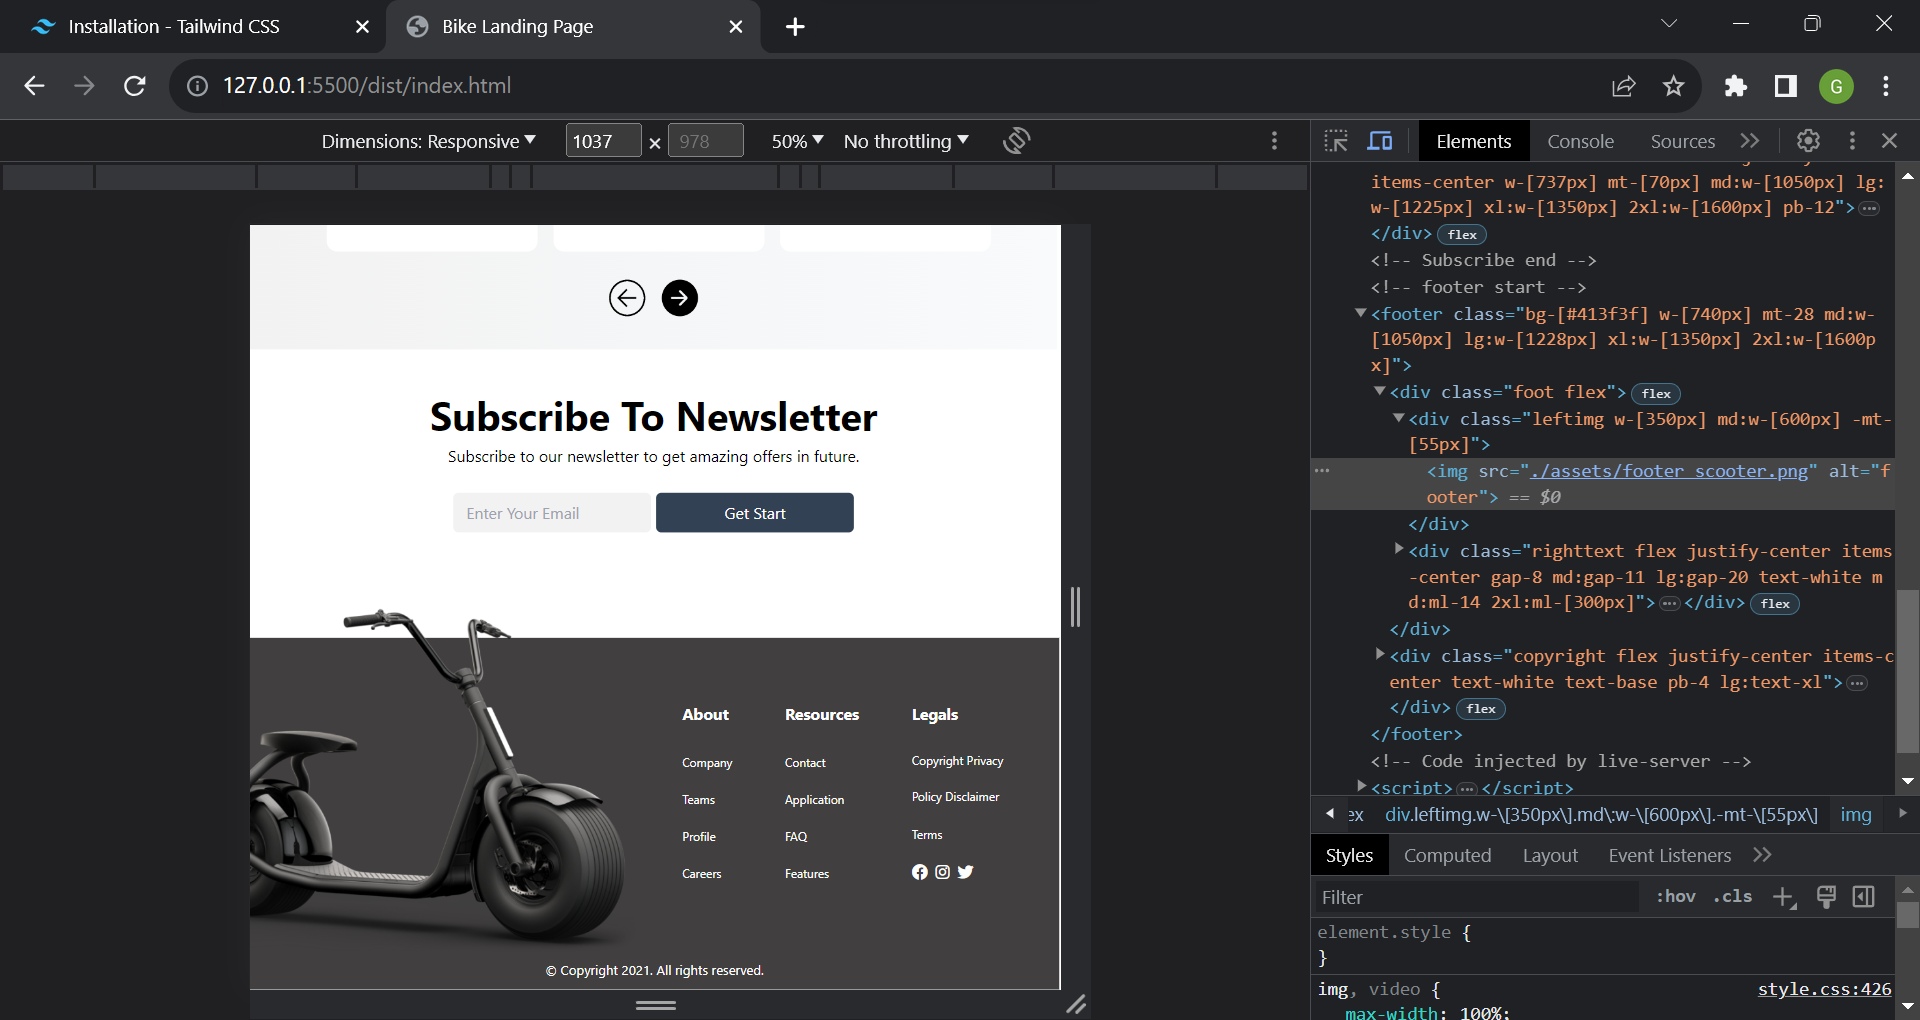 Installation - Tailwind CSS
Bike Landing Page
127.0.0.1:5500/dist/index.html
G
Dimensions: Responsive
1037 × 978
50%
No throttling
Elements
Console
Sources
items-center w-[737px] mt-[70px] md:w-[1050px] lg:
w-[1225px] xl:w-[1350px] 2xl:w-[1600px] pb-12">
</div> flex
<!-- Subscribe end -->
<!-- footer start -->
<footer class="bg-[#413f3f] w-[740px] mt-28 md:w-
[1050px] lg:w-[1228px] xl:w-[1350px] 2xl:w-[1600p
x]">
<div class="foot flex"> flex
<div class="leftimg w-[350px] md:w-[600px] -mt-
[55px]">
<img src="./assets/footer scooter.png" alt="f
ooter"> == $0
</div>
<div class="righttext flex justify-center items
-center gap-8 md:gap-11 lg:gap-20 text-white m
d:ml-14 2xl:ml-[300px]"> … </div> flex
</div>
<div class="copyright flex justify-center items-c
enter text-white text-base pb-4 lg:text-xl"> …
</div> flex
</footer>
<!-- Code injected by live-server -->
<script> … </script>
ex div.leftimg.w-\[350px\].md\:w-\[600px\].-mt-\[55px\] img
Styles
Computed
Layout
Event Listeners
Filter
:hov .cls
element.style {
}
img, video {
style.css:426
max-width: 100%;
Subscribe To Newsletter
Subscribe to our newsletter to get amazing offers in future.
Enter Your Email
Get Start
About
Company
Teams
Profile
Careers
Resources
Contact
Application
FAQ
Features
Legals
Copyright Privacy
Policy Disclaimer
Terms
© Copyright 2021. All rights reserved.